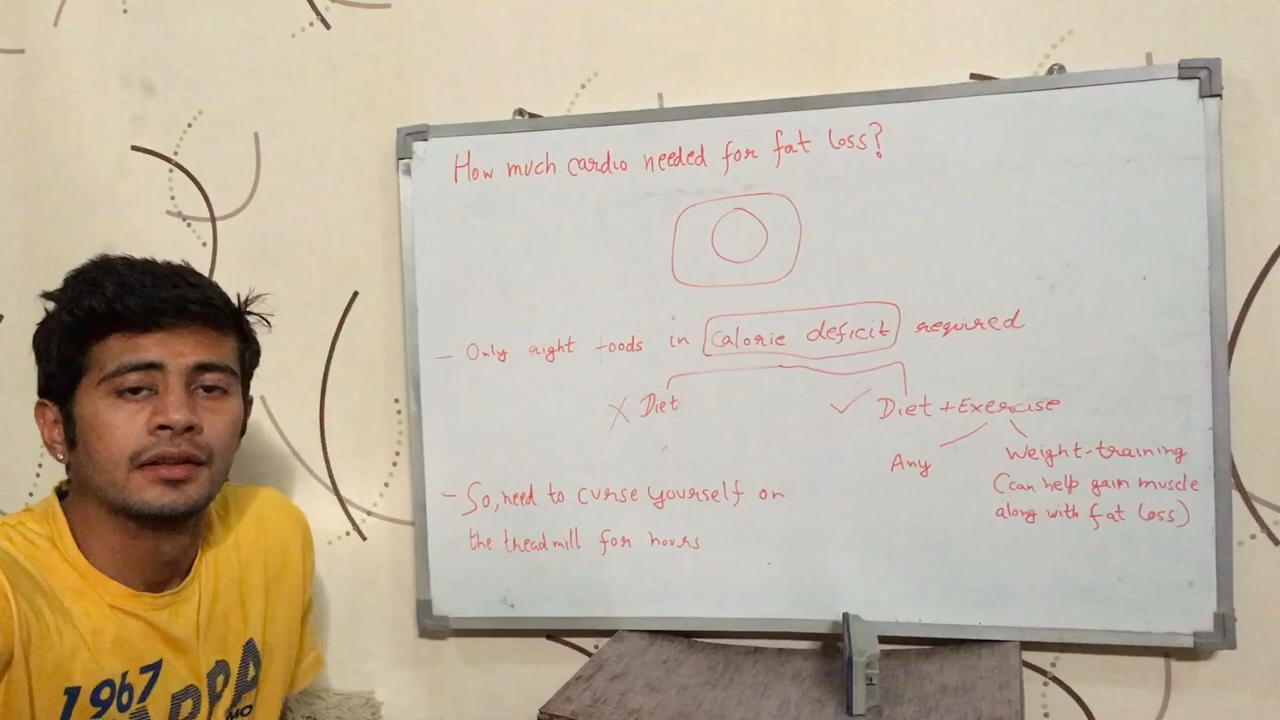 How much cardio needed for fat loss?
- Only right foods in calorie deficit required
X Diet
✓ Diet + Exercise
Any
Weight-training
(can help gain muscle
along with fat loss)
- So, need to curse yourself on
the treadmill for hours
1967
KAPPA